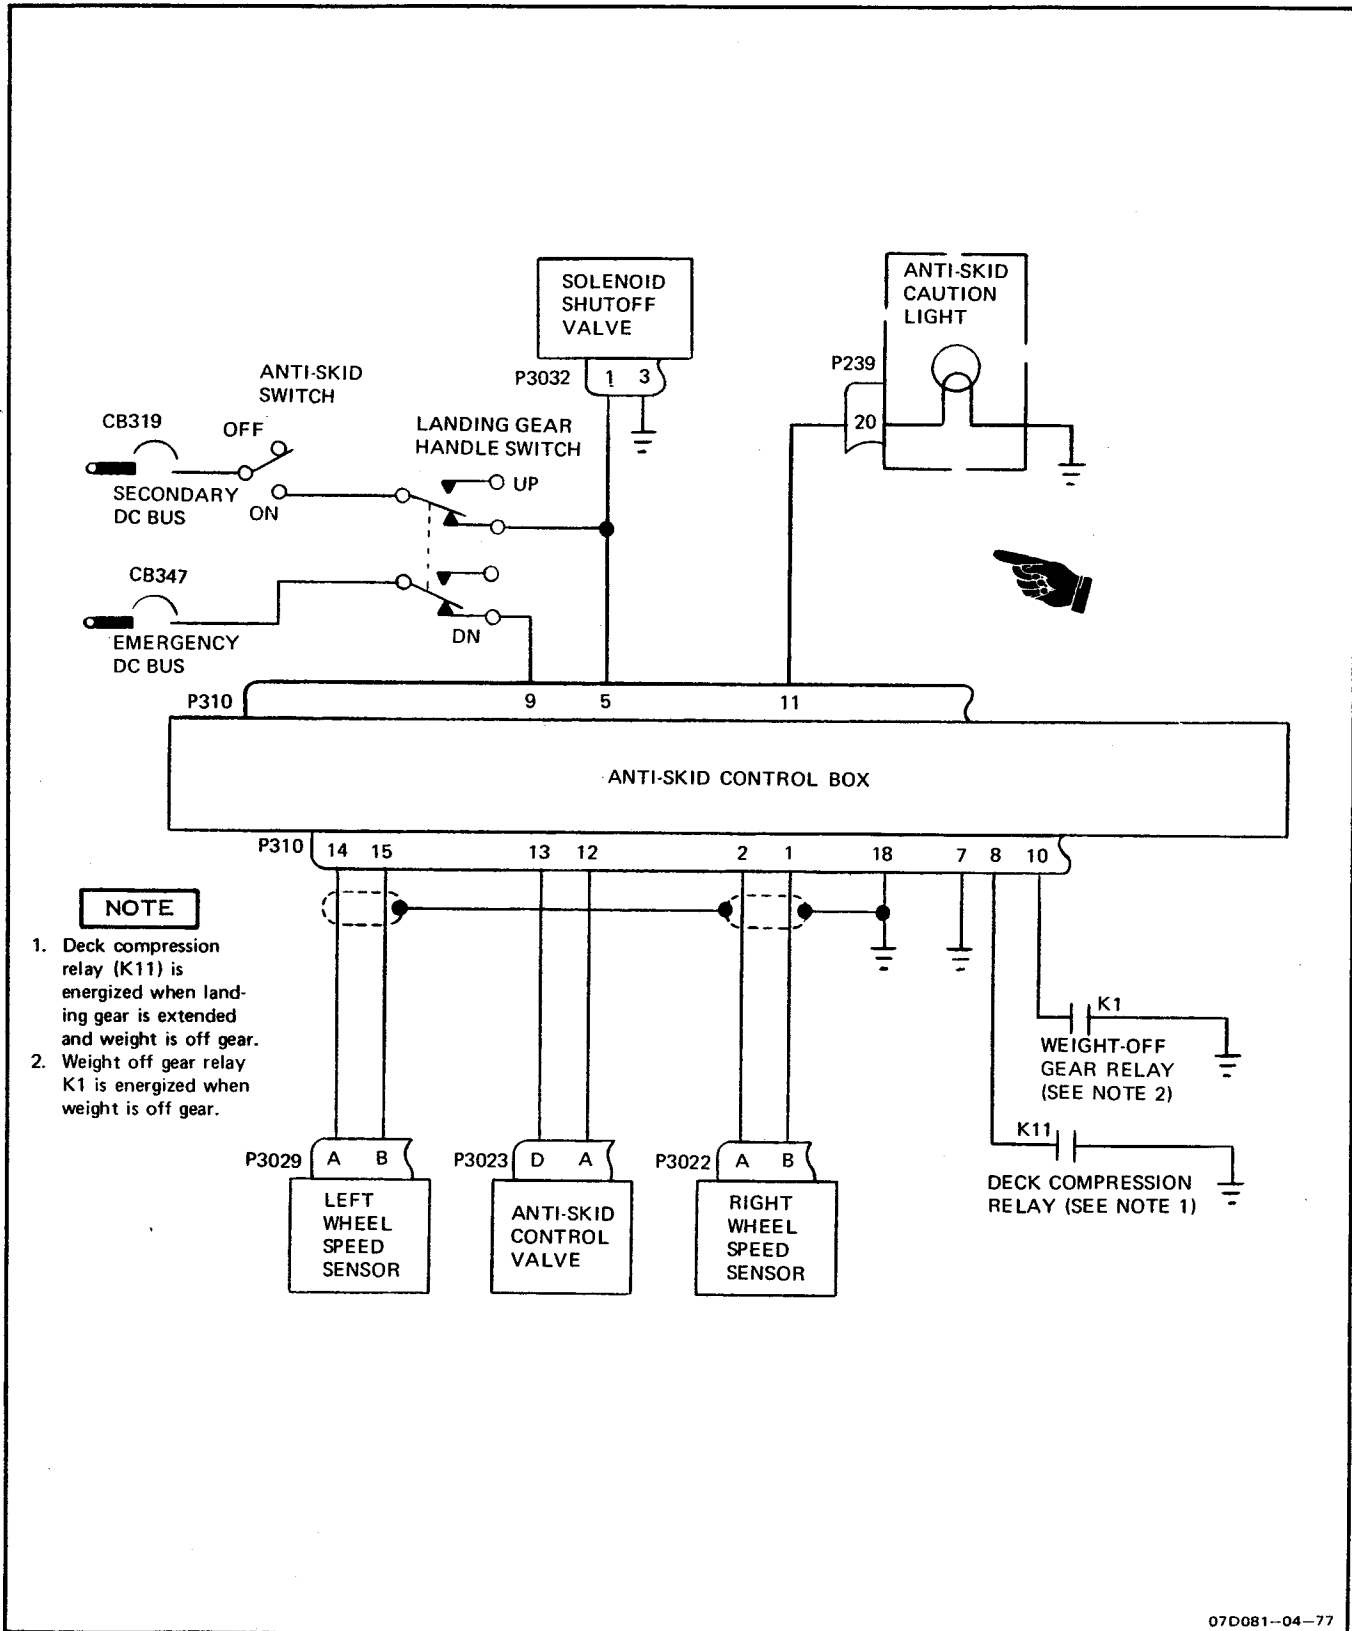 SOLENOID
SHUTOFF
VALVE
P3032 1 3
ANTI-SKID
CAUTION
LIGHT
P239
20
ANTI-SKID
SWITCH
CB319
OFF
SECONDARY
DC BUS
ON
LANDING GEAR
HANDLE SWITCH
UP
CB347
EMERGENCY
DC BUS
DN
P310 9 5 11
ANTI-SKID CONTROL BOX
P310 14 15 13 12 2 1 18 7 8 10
NOTE
1. Deck compression
relay (K11) is
energized when land-
ing gear is extended
and weight is off gear.
2. Weight off gear relay
K1 is energized when
weight is off gear.
K1
WEIGHT-OFF
GEAR RELAY
(SEE NOTE 2)
K11
DECK COMPRESSION
RELAY (SEE NOTE 1)
P3029 A B
LEFT
WHEEL
SPEED
SENSOR
P3023 D A
ANTI-SKID
CONTROL
VALVE
P3022 A B
RIGHT
WHEEL
SPEED
SENSOR
07D081-04-77